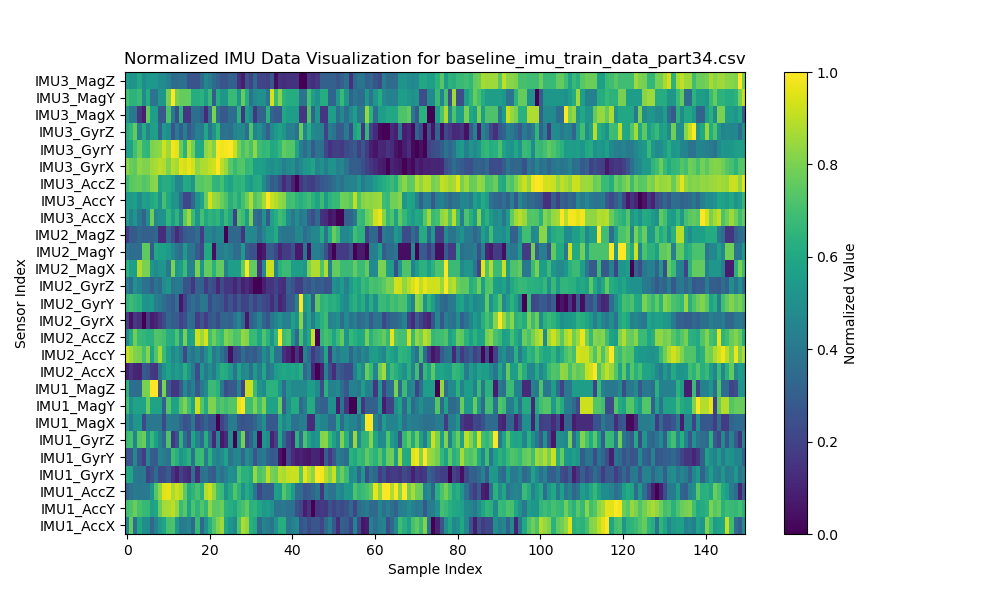 Normalized IMU Data Visualization for baseline_imu_train_data_part34.csv
Sensor Index
IMU3_MagZ
IMU3_MagY
IMU3_MagX
IMU3_GyrZ
IMU3_GyrY
IMU3_GyrX
IMU3_AccZ
IMU3_AccY
IMU3_AccX
IMU2_MagZ
IMU2_MagY
IMU2_MagX
IMU2_GyrZ
IMU2_GyrY
IMU2_GyrX
IMU2_AccZ
IMU2_AccY
IMU2_AccX
IMU1_MagZ
IMU1_MagY
IMU1_MagX
IMU1_GyrZ
IMU1_GyrY
IMU1_GyrX
IMU1_AccZ
IMU1_AccY
IMU1_AccX
0 20 40 60 80 100 120 140
Sample Index
1.0
0.8
0.6
0.4
0.2
0.0
Normalized Value